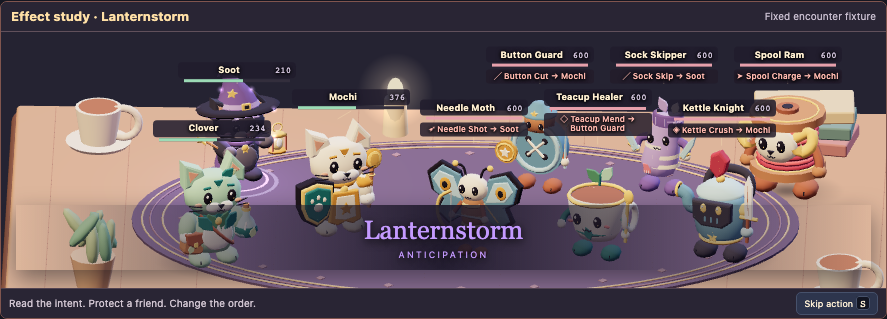 Effect study · Lanternstorm
Fixed encounter fixture
Button Guard 600
Button Cut → Mochi
Sock Skipper 600
Sock Skip → Soot
Spool Ram 600
Spool Charge → Mochi
Soot 210
Mochi 376
Needle Moth 600
Needle Shot → Soot
Teacup Healer 600
Teacup Mend →
Button Guard
Kettle Knight 600
Kettle Crush → Mochi
Clover 234
Lanternstorm
ANTICIPATION
Read the intent. Protect a friend. Change the order.
Skip action S